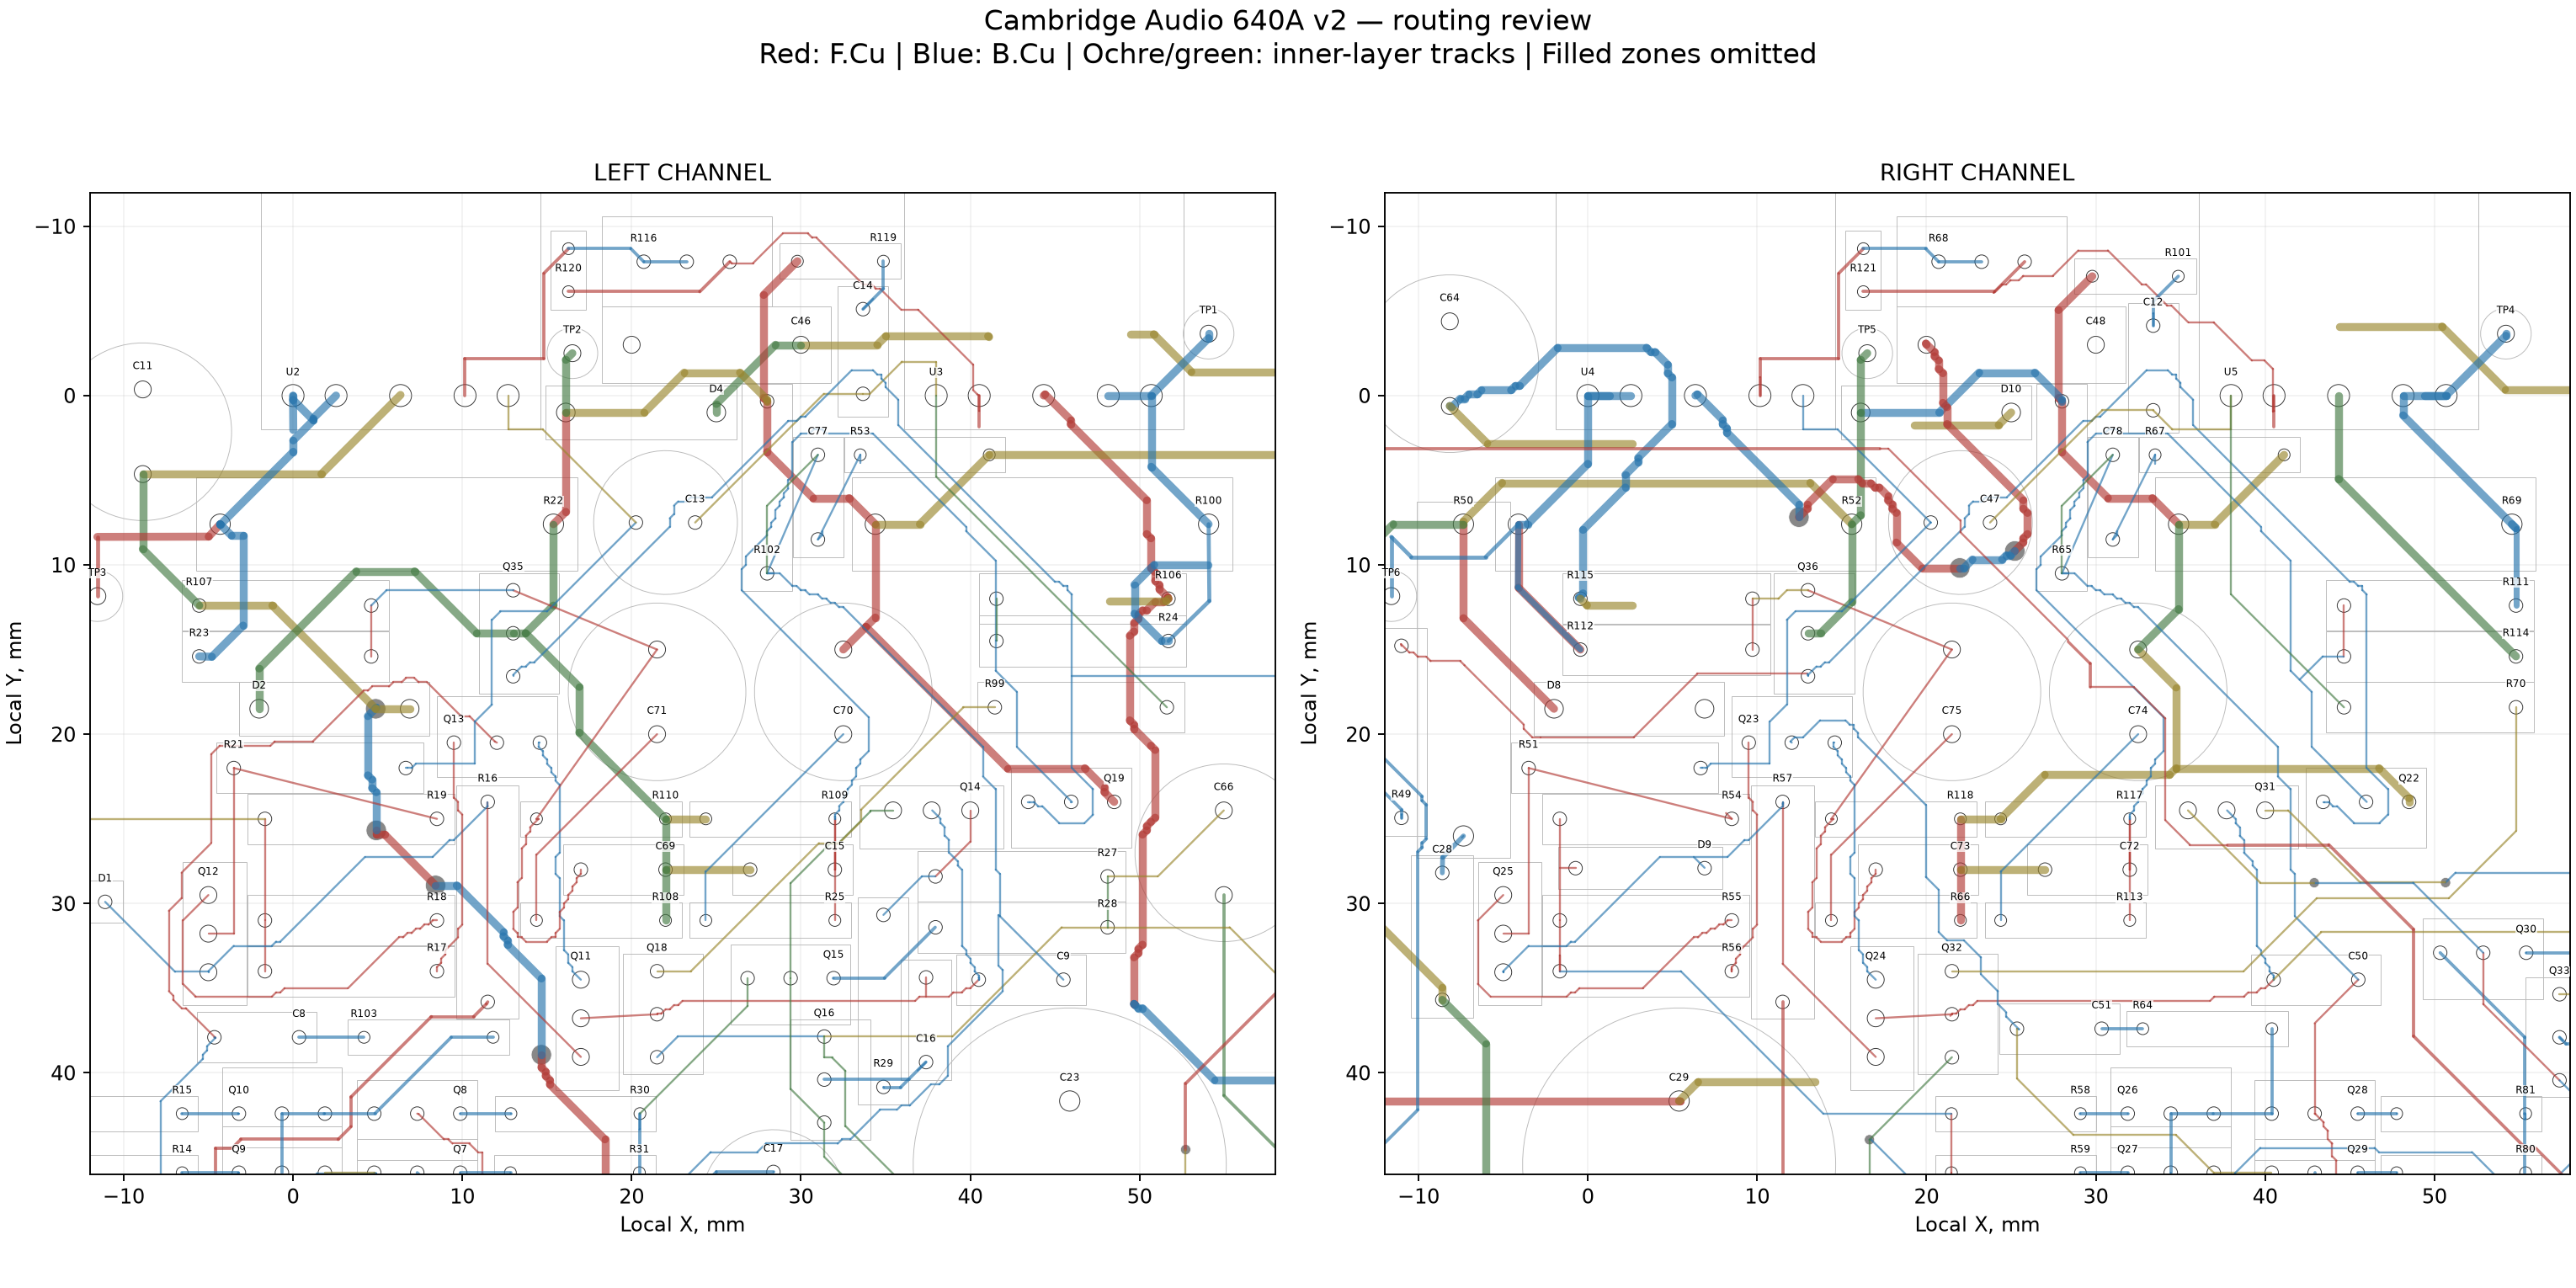 Cambridge Audio 640A v2 — routing review
Red: F.Cu | Blue: B.Cu | Ochre/green: inner-layer tracks | Filled zones omitted
LEFT CHANNEL
−10
0
10
20
30
40
Local Y, mm
−10
0
10
20
30
40
50
Local X, mm
R116
R119
R120
C14
TP2
C46
TP1
C11
U2
D4
U3
C77
R53
R22
C13
R100
R102
TP3
R107
Q35
R106
R24
R23
D2
R99
Q13
C71
C70
R21
R16
Q19
R19
R110
R109
Q14
C66
C69
C15
R27
Q12
D1
R18
R108
R25
R28
R17
Q11
Q18
Q15
C9
C8
R103
Q16
C16
R29
C23
R15
Q10
Q8
R30
R14
Q9
Q7
R31
C17
RIGHT CHANNEL
−10
0
10
20
30
40
Local Y, mm
−10
0
10
20
30
40
50
Local X, mm
R68
R101
R121
C64
C12
TP5
C48
TP4
U4
D10
U5
C78
R67
R50
R52
C47
R69
R65
TP6
R115
Q36
R111
R112
R24
R114
D8
R70
Q23
C75
C74
R51
R57
Q22
R49
R54
R118
R117
Q31
C28
D9
C73
C72
Q25
R55
R66
R113
R56
Q24
Q32
C50
Q30
Q33
C51
R64
C29
R58
Q26
Q28
R81
R59
Q27
Q29
R80